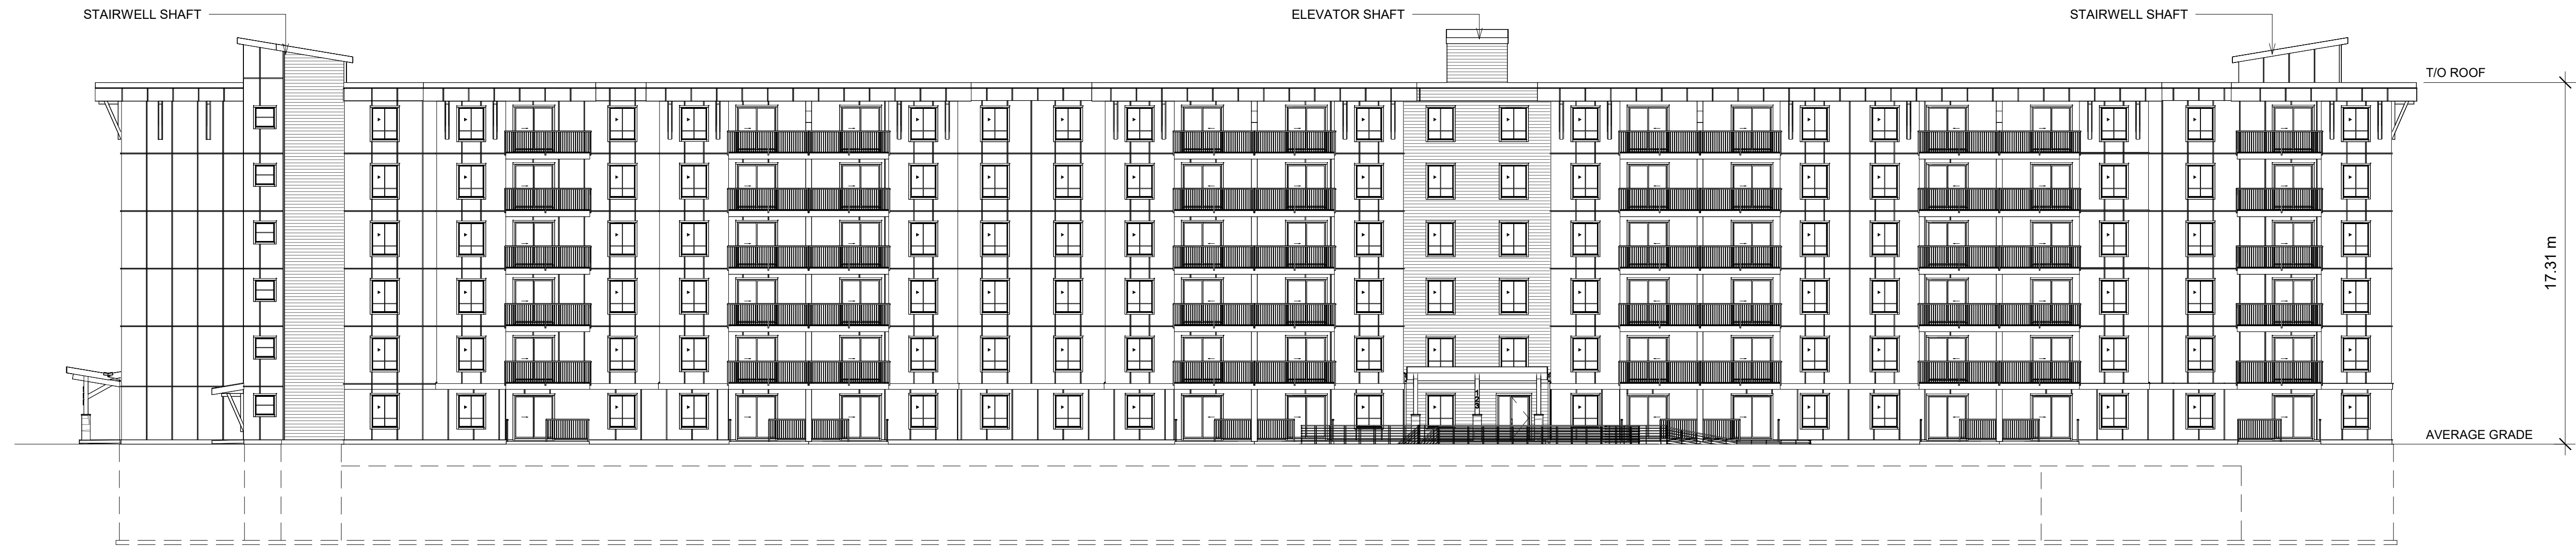 STAIRWELL SHAFT
ELEVATOR SHAFT
STAIRWELL SHAFT
T/O ROOF
17.31 m
AVERAGE GRADE